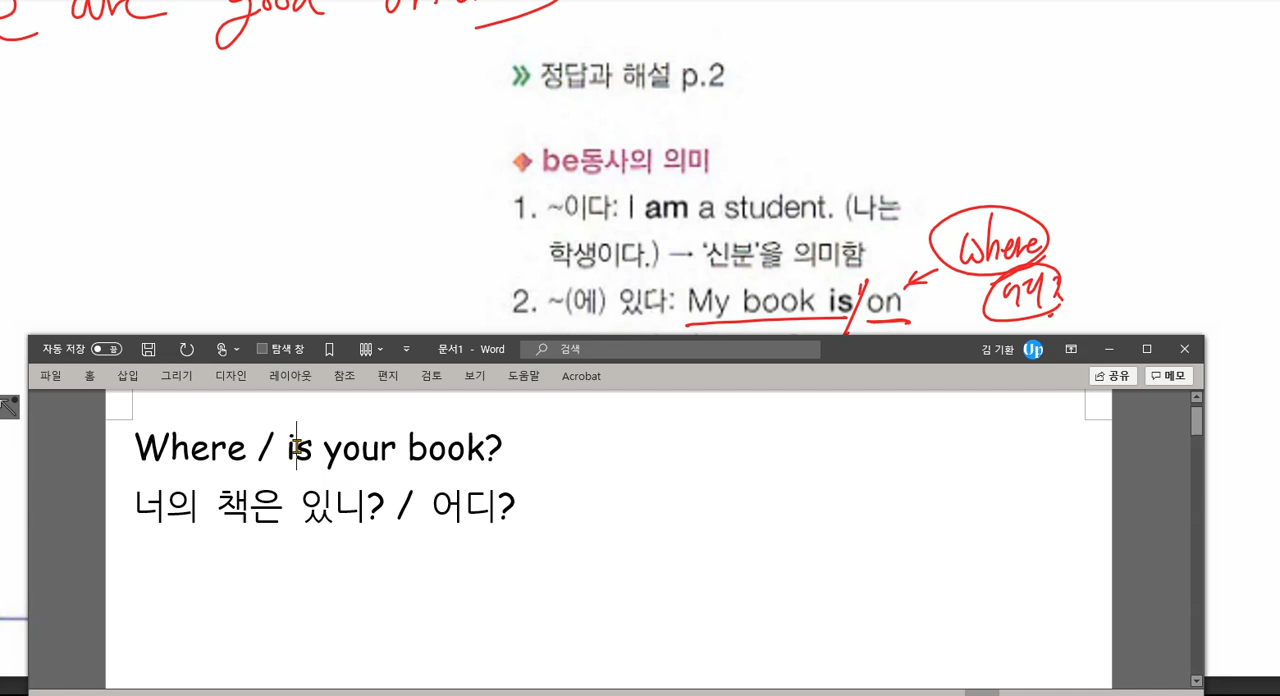 are good
정답과 해설 p.2
be동사의 의미
1. ~이다: I am a student. (나는
학생이다.) → '신분'을 의미함
where
어디?
2. ~(에) 있다: My book is / on
자동 저장 끔 탐색 창 문서1 - Word 검색 김 기환 Up
파일 홈 삽입 그리기 디자인 레이아웃 참조 편지 검토 보기 도움말 Acrobat 공유 메모
Where / is your book?
너의 책은 있니? / 어디?